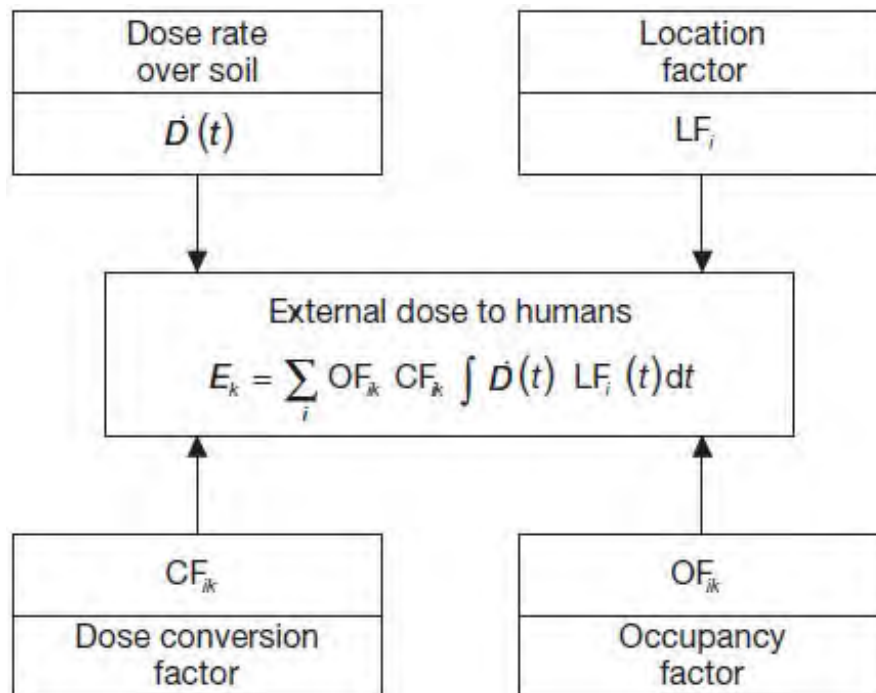 Dose rate
over soil
Ḋ(t)
Location
factor
LFᵢ
External dose to humans
Eₖ = ∑ᵢ OFᵢₖ CFᵢₖ ∫ Ḋ(t) LFᵢ (t)dt
CFᵢₖ
Dose conversion
factor
OFᵢₖ
Occupancy
factor